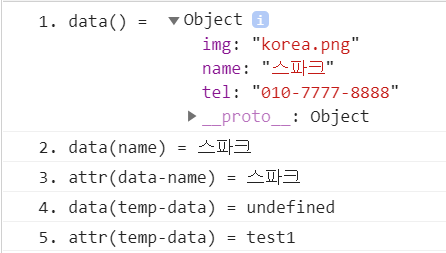 1. data() = ▼Object i
img: "korea.png"
name: "스파크"
tel: "010-7777-8888"
▶__proto__: Object
2. data(name) = 스파크
3. attr(data-name) = 스파크
4. data(temp-data) = undefined
5. attr(temp-data) = test1